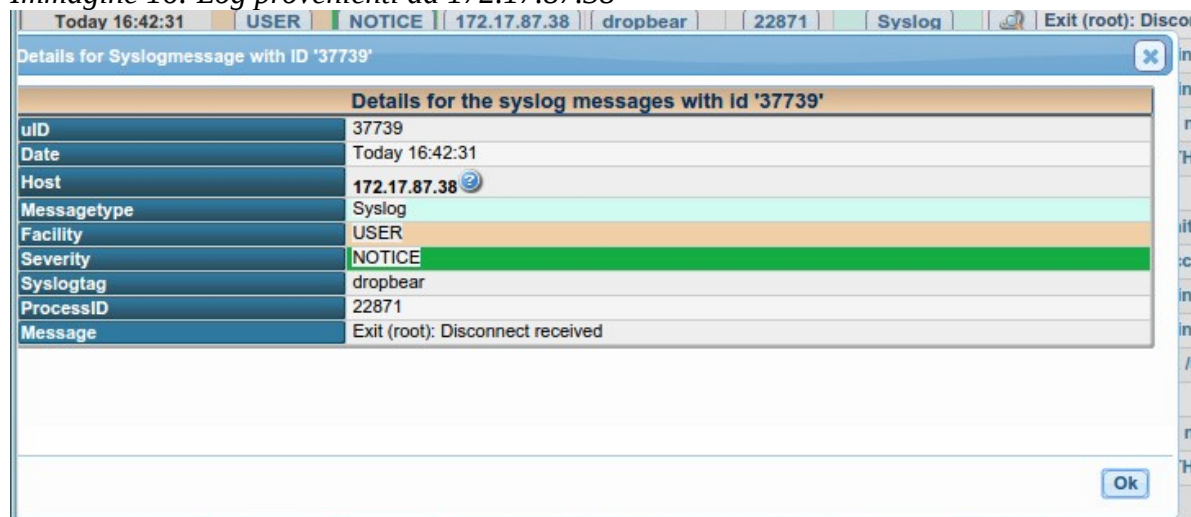 Immagine 16: Log provenienti da 172.17.87.38
Today 16:42:31 USER NOTICE 172.17.87.38 dropbear 22871 Syslog Exit (root): Disco
Details for Syslogmessage with ID '37739'
Details for the syslog messages with id '37739'
uID 37739
Date Today 16:42:31
Host 172.17.87.38
Messagetype Syslog
Facility USER
Severity NOTICE
Syslogtag dropbear
ProcessID 22871
Message Exit (root): Disconnect received
Ok